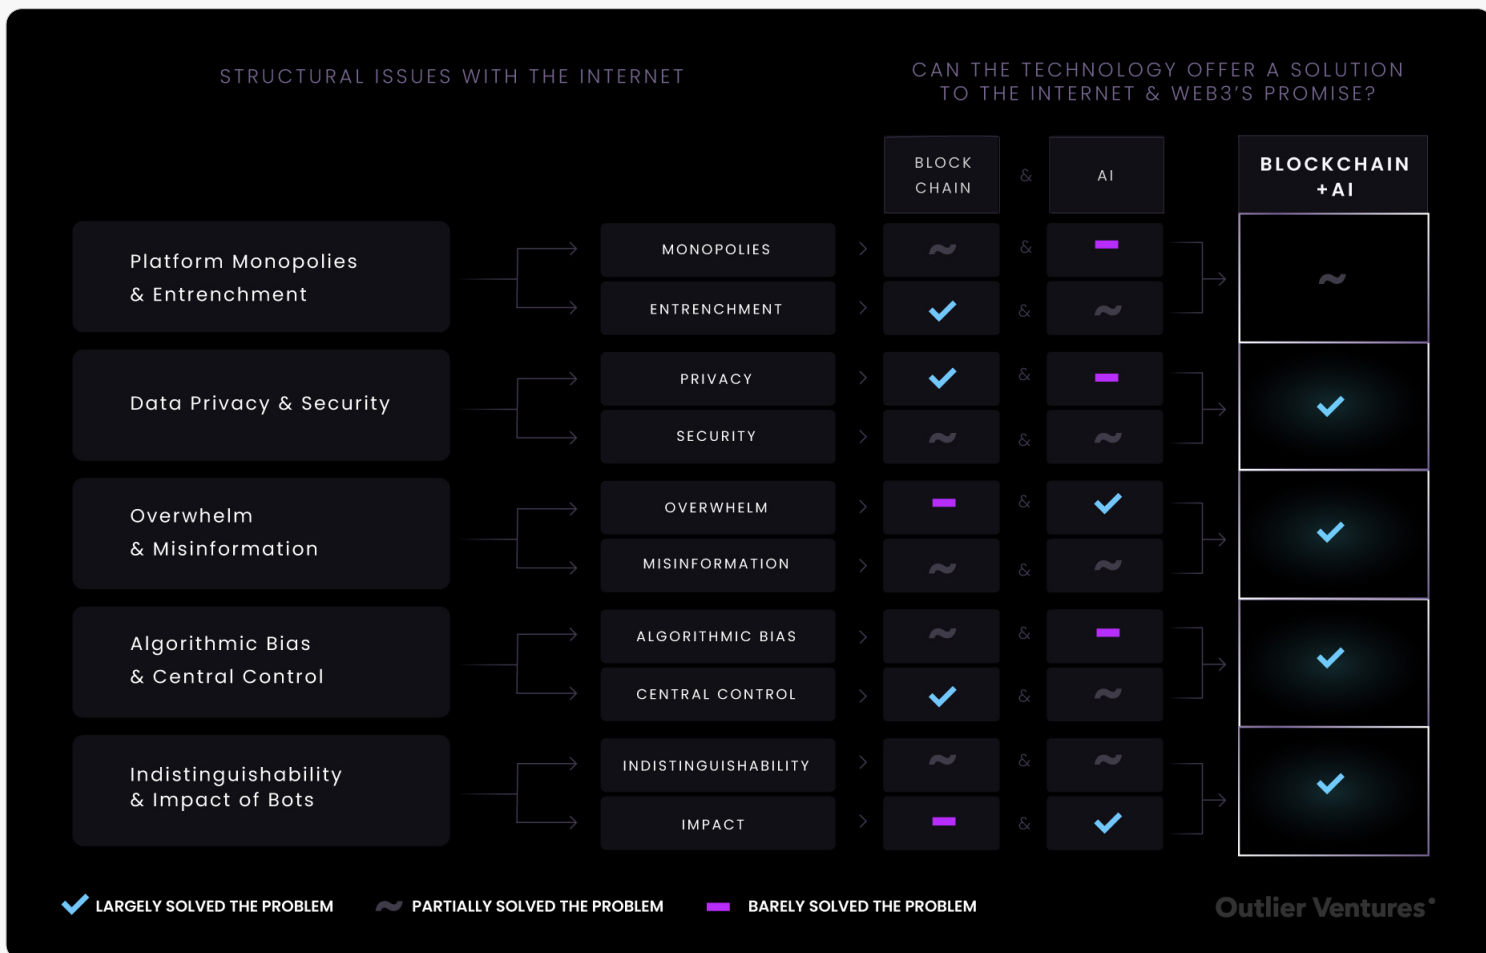 STRUCTURAL ISSUES WITH THE INTERNET
CAN THE TECHNOLOGY OFFER A SOLUTION
TO THE INTERNET & WEB3'S PROMISE?
BLOCK
CHAIN
&
AI
BLOCKCHAIN
+AI
Platform Monopolies
& Entrenchment
MONOPOLIES
&
ENTRENCHMENT
&
Data Privacy & Security
PRIVACY
&
SECURITY
&
Overwhelm
& Misinformation
OVERWHELM
&
MISINFORMATION
&
Algorithmic Bias
& Central Control
ALGORITHMIC BIAS
&
CENTRAL CONTROL
&
Indistinguishability
& Impact of Bots
INDISTINGUISHABILITY
&
IMPACT
&
LARGELY SOLVED THE PROBLEM
PARTIALLY SOLVED THE PROBLEM
BARELY SOLVED THE PROBLEM
Outlier Ventures